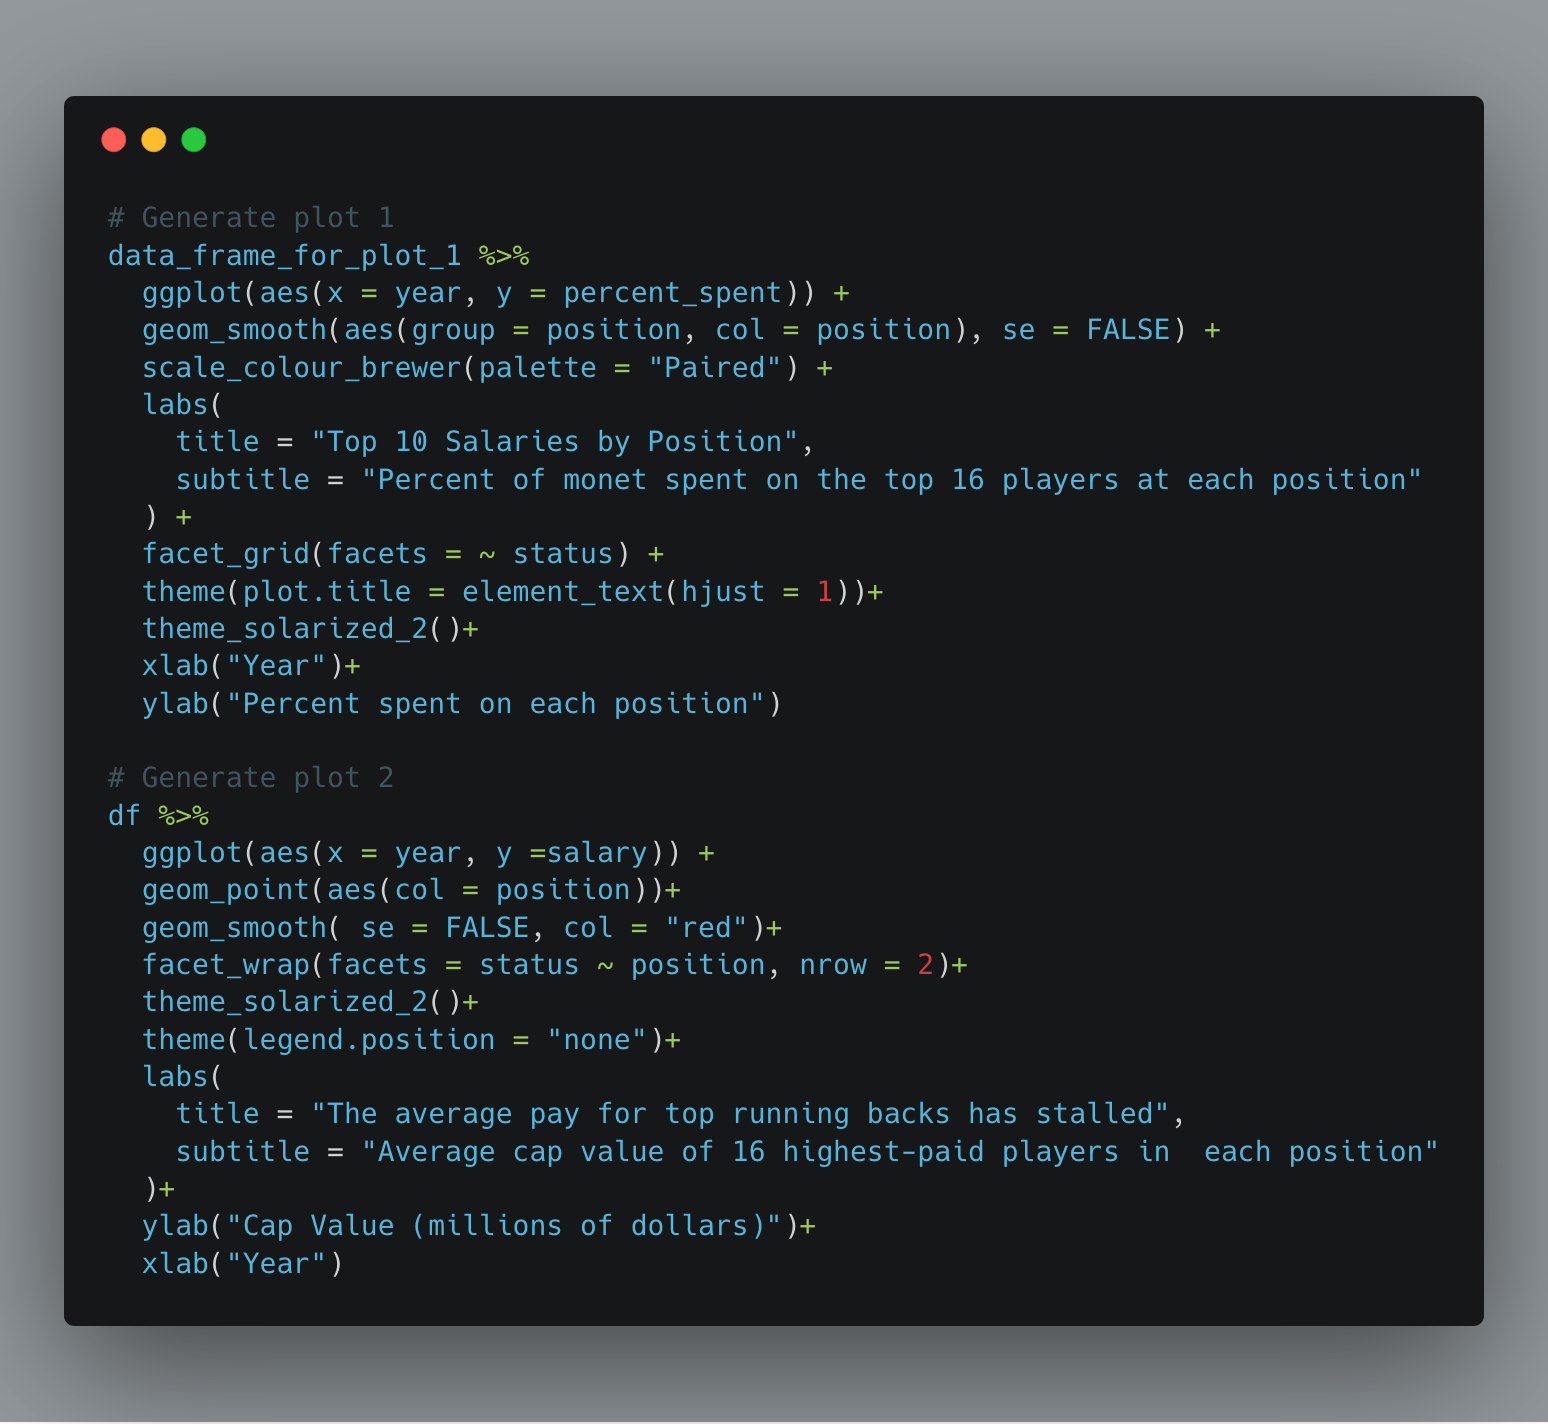 # Generate plot 1
data_frame_for_plot_1 %>%
  ggplot(aes(x = year, y = percent_spent)) +
  geom_smooth(aes(group = position, col = position), se = FALSE) +
  scale_colour_brewer(palette = "Paired") +
  labs(
    title = "Top 10 Salaries by Position",
    subtitle = "Percent of monet spent on the top 16 players at each position"
  ) +
  facet_grid(facets = ~ status) +
  theme(plot.title = element_text(hjust = 1))+
  theme_solarized_2()+
  xlab("Year")+
  ylab("Percent spent on each position")

# Generate plot 2
df %>%
  ggplot(aes(x = year, y =salary)) +
  geom_point(aes(col = position))+
  geom_smooth( se = FALSE, col = "red")+
  facet_wrap(facets = status ~ position, nrow = 2)+
  theme_solarized_2()+
  theme(legend.position = "none")+
  labs(
    title = "The average pay for top running backs has stalled",
    subtitle = "Average cap value of 16 highest-paid players in  each position"
  )+
  ylab("Cap Value (millions of dollars)")+
  xlab("Year")